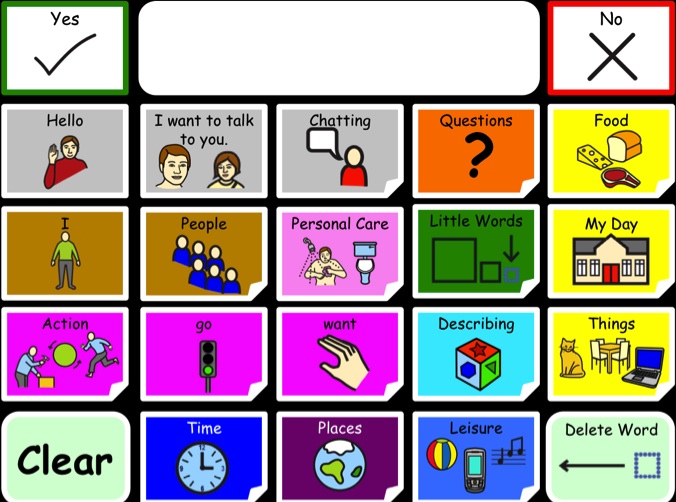 Yes
No
Hello
I want to talk
to you.
Chatting
Questions
?
Food
I
People
Personal Care
Little Words
My Day
Action
go
want
Describing
Things
Clear
Time
Places
Leisure
Delete Word